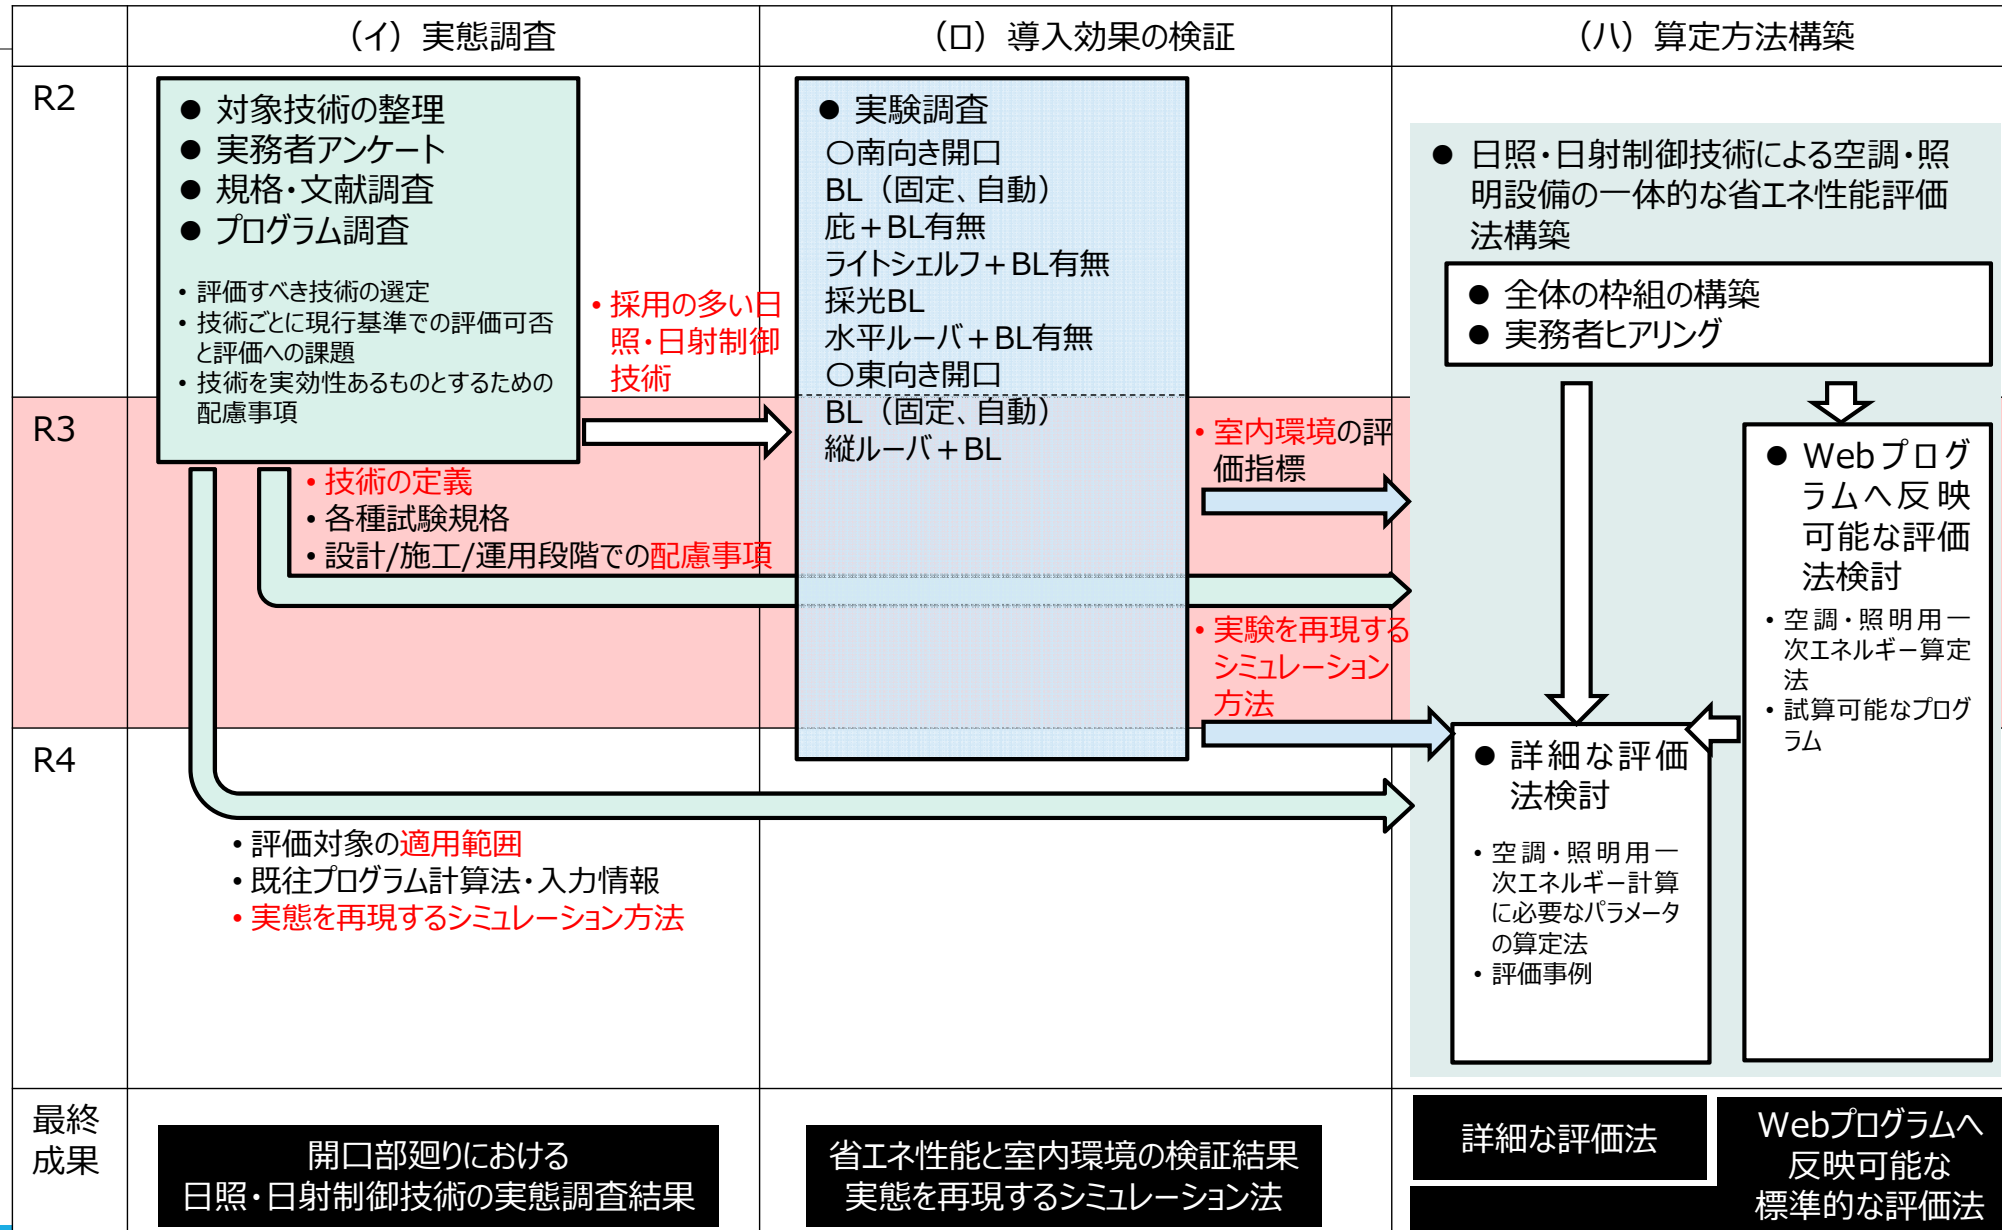 （イ）実態調査
（ロ）導入効果の検証
（ハ）算定方法構築
R2
● 対象技術の整理
● 実務者アンケート
● 規格・文献調査
● プログラム調査
• 評価すべき技術の選定
• 技術ごとに現行基準での評価可否
と評価への課題
• 技術を実効性あるものとするための
配慮事項
• 採用の多い日
照・日射制御
技術
● 実験調査
○南向き開口
BL（固定、自動）
庇＋BL有無
ライトシェルフ＋BL有無
採光BL
水平ルーバ＋BL有無
○東向き開口
BL（固定、自動）
縦ルーバ＋BL
● 日照・日射制御技術による空調・照
明設備の一体的な省エネ性能評価
法構築
● 全体の枠組の構築
● 実務者ヒアリング
R3
• 技術の定義
• 各種試験規格
• 設計/施工/運用段階での配慮事項
• 室内環境の評
価指標
• 実験を再現する
シミュレーション
方法
● Webプログ
ラムへ反映
可能な評価
法検討
• 空調・照明用一
次エネルギー算定
法
• 試算可能なプログ
ラム
R4
• 評価対象の適用範囲
• 既往プログラム計算法・入力情報
• 実態を再現するシミュレーション方法
● 詳細な評価
法検討
• 空調・照明用一
次エネルギー計算
に必要なパラメータ
の算定法
• 評価事例
最終
成果
開口部廻りにおける
日照・日射制御技術の実態調査結果
省エネ性能と室内環境の検証結果
実態を再現するシミュレーション法
詳細な評価法
Webプログラムへ
反映可能な
標準的な評価法